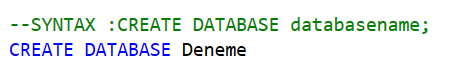 --SYNTAX :CREATE DATABASE databasename;
CREATE DATABASE Deneme